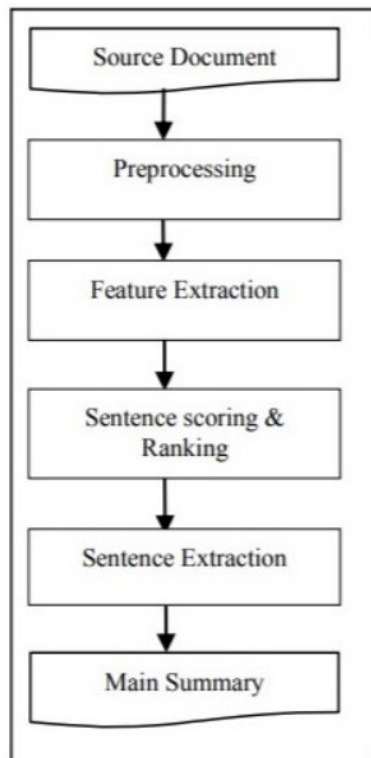 Source Document
Preprocessing
Feature Extraction
Sentence scoring &
Ranking
Sentence Extraction
Main Summary